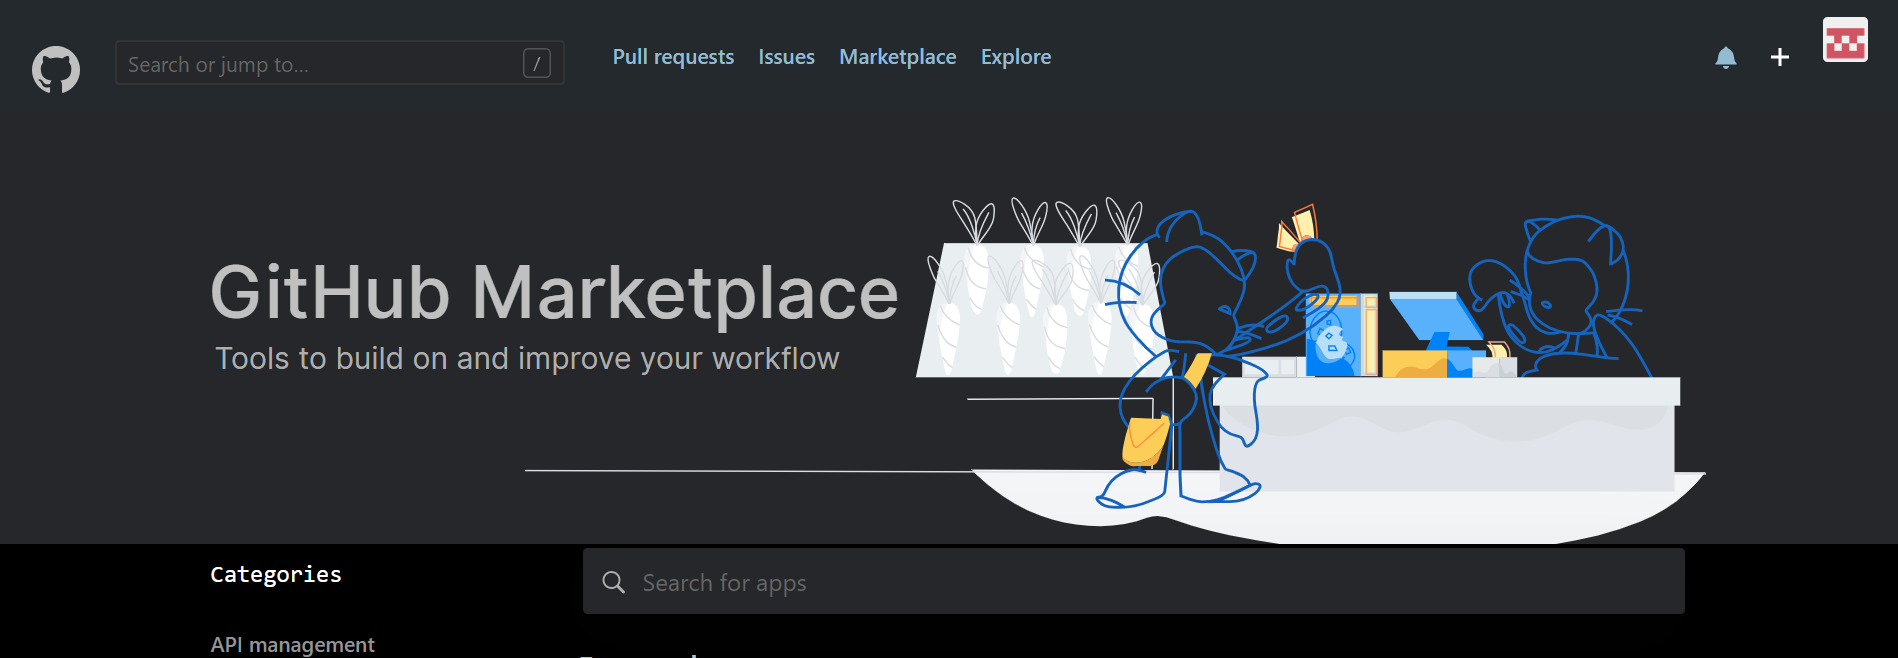 Search or jump to... /
Pull requests Issues Marketplace Explore
GitHub Marketplace
Tools to build on and improve your workflow
Categories
Search for apps
API management